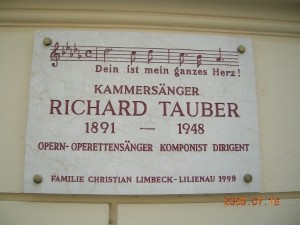 Dein ist mein ganzes Herz!
KAMMERSÄNGER
RICHARD TAUBER
1891 — 1948
OPERN-OPERETTENSÄNGER KOMPONIST DIRIGENT
FAMILIE CHRISTIAN LIMBECK-LILIENAU 1998